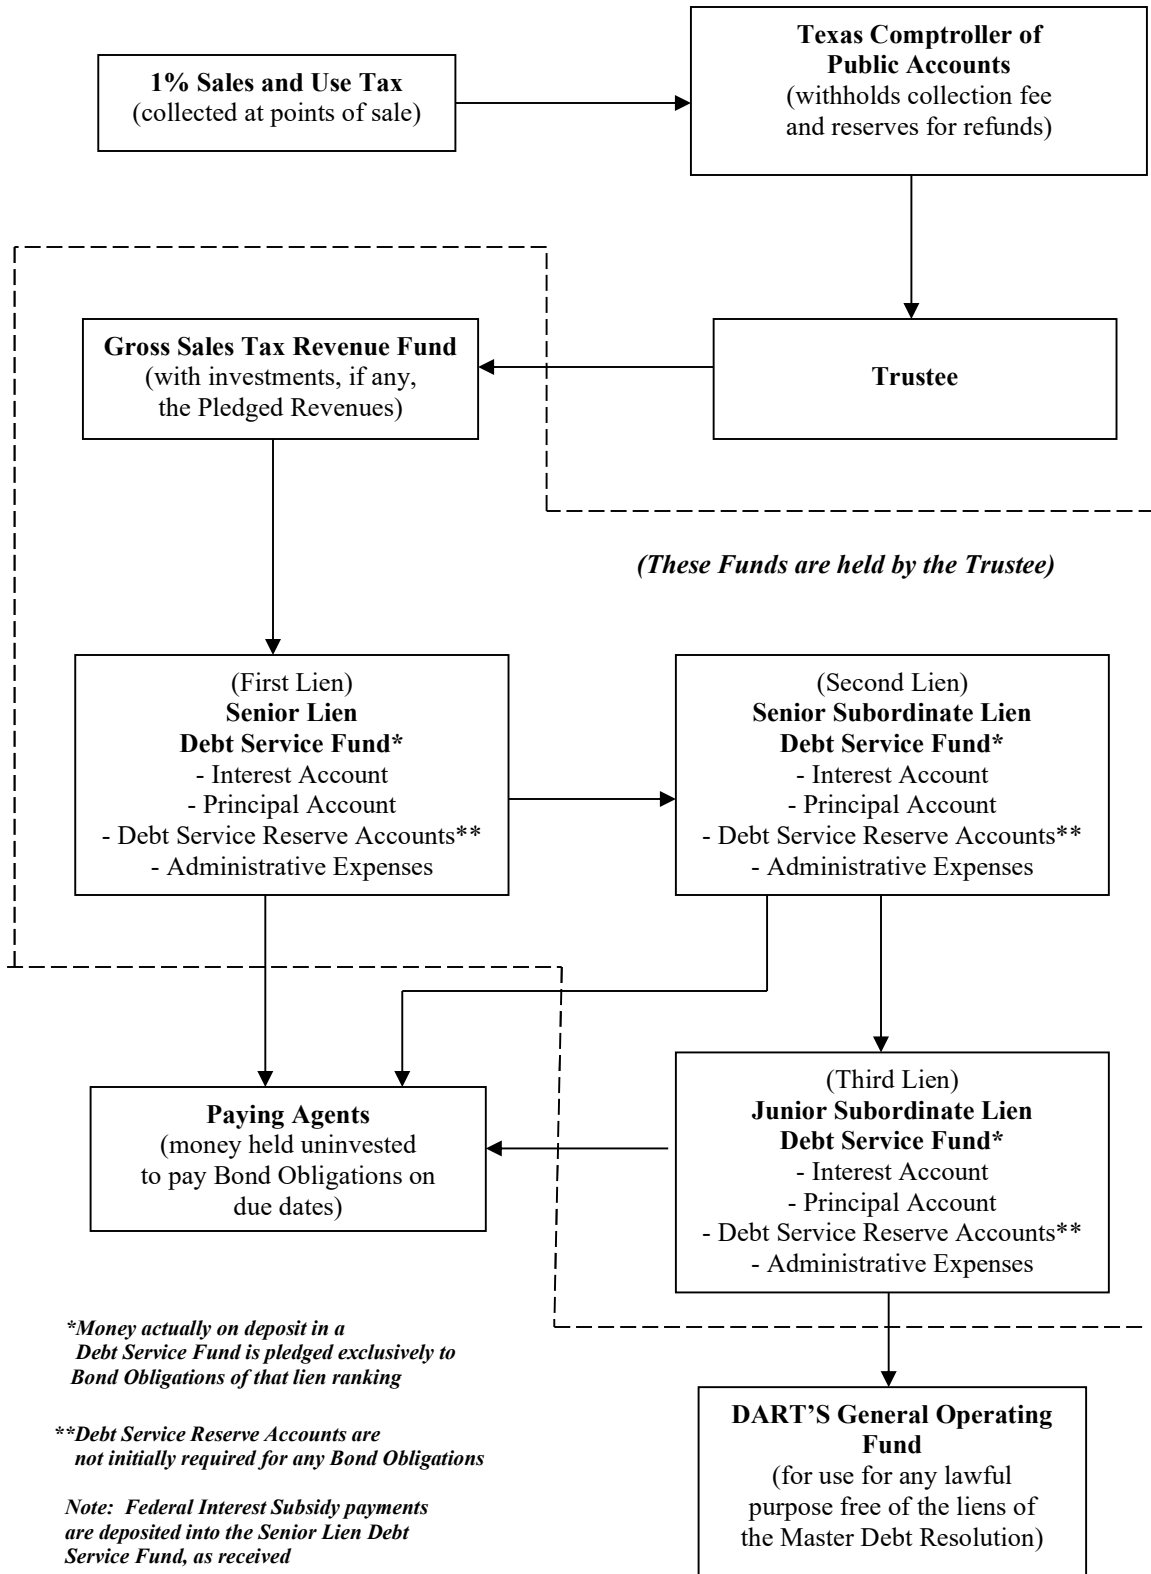 1% Sales and Use Tax
(collected at points of sale)
Texas Comptroller of
Public Accounts
(withholds collection fee
and reserves for refunds)
Gross Sales Tax Revenue Fund
(with investments, if any,
the Pledged Revenues)
Trustee
(These Funds are held by the Trustee)
(First Lien)
Senior Lien
Debt Service Fund*
- Interest Account
- Principal Account
- Debt Service Reserve Accounts**
- Administrative Expenses
(Second Lien)
Senior Subordinate Lien
Debt Service Fund*
- Interest Account
- Principal Account
- Debt Service Reserve Accounts**
- Administrative Expenses
Paying Agents
(money held uninvested
to pay Bond Obligations on
due dates)
(Third Lien)
Junior Subordinate Lien
Debt Service Fund*
- Interest Account
- Principal Account
- Debt Service Reserve Accounts**
- Administrative Expenses
*Money actually on deposit in a
Debt Service Fund is pledged exclusively to
Bond Obligations of that lien ranking
**Debt Service Reserve Accounts are
not initially required for any Bond Obligations
Note: Federal Interest Subsidy payments
are deposited into the Senior Lien Debt
Service Fund, as received
DART'S General Operating
Fund
(for use for any lawful
purpose free of the liens of
the Master Debt Resolution)